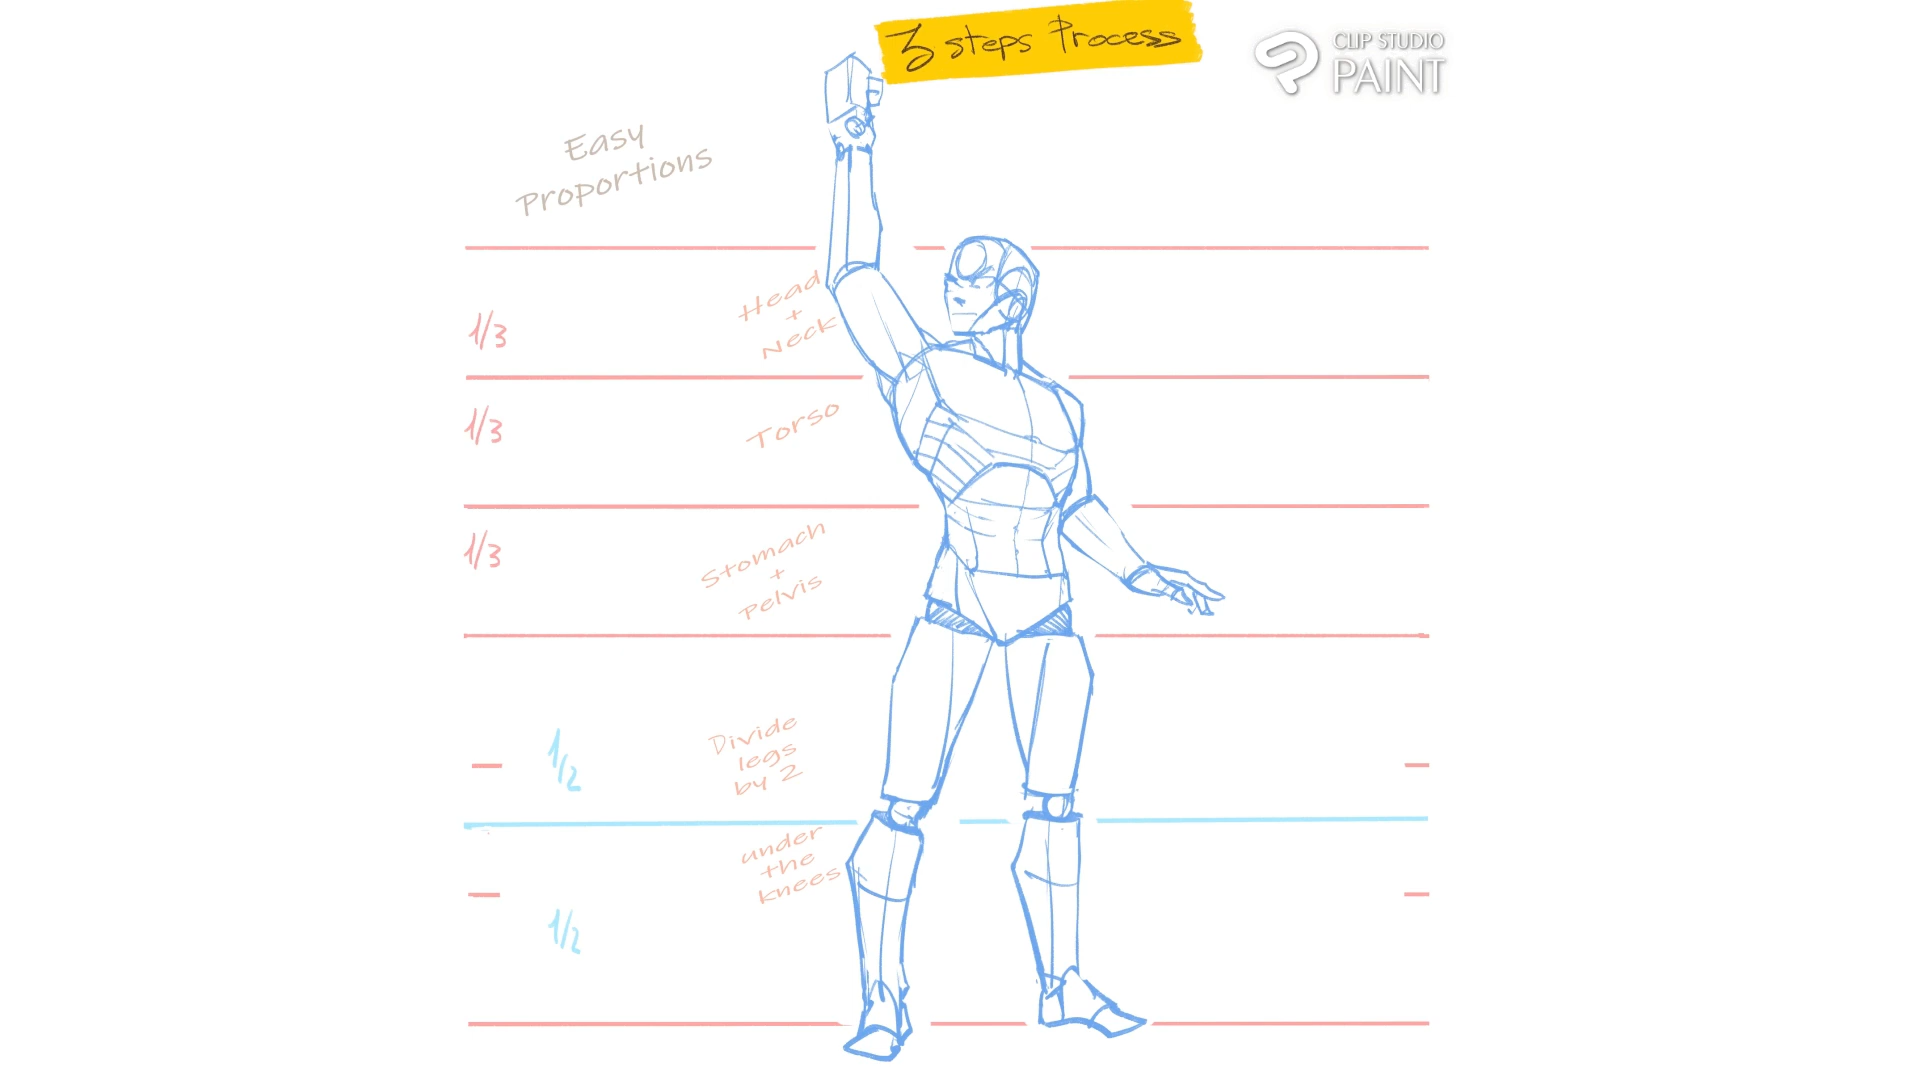 3 steps Process
CLIP STUDIO
PAINT
Easy
Proportions
1/3
Head
+
Neck
1/3
Torso
1/3
Stomach
+
Pelvis
1/2
Divide
legs
by 2
under
the
knees
1/2